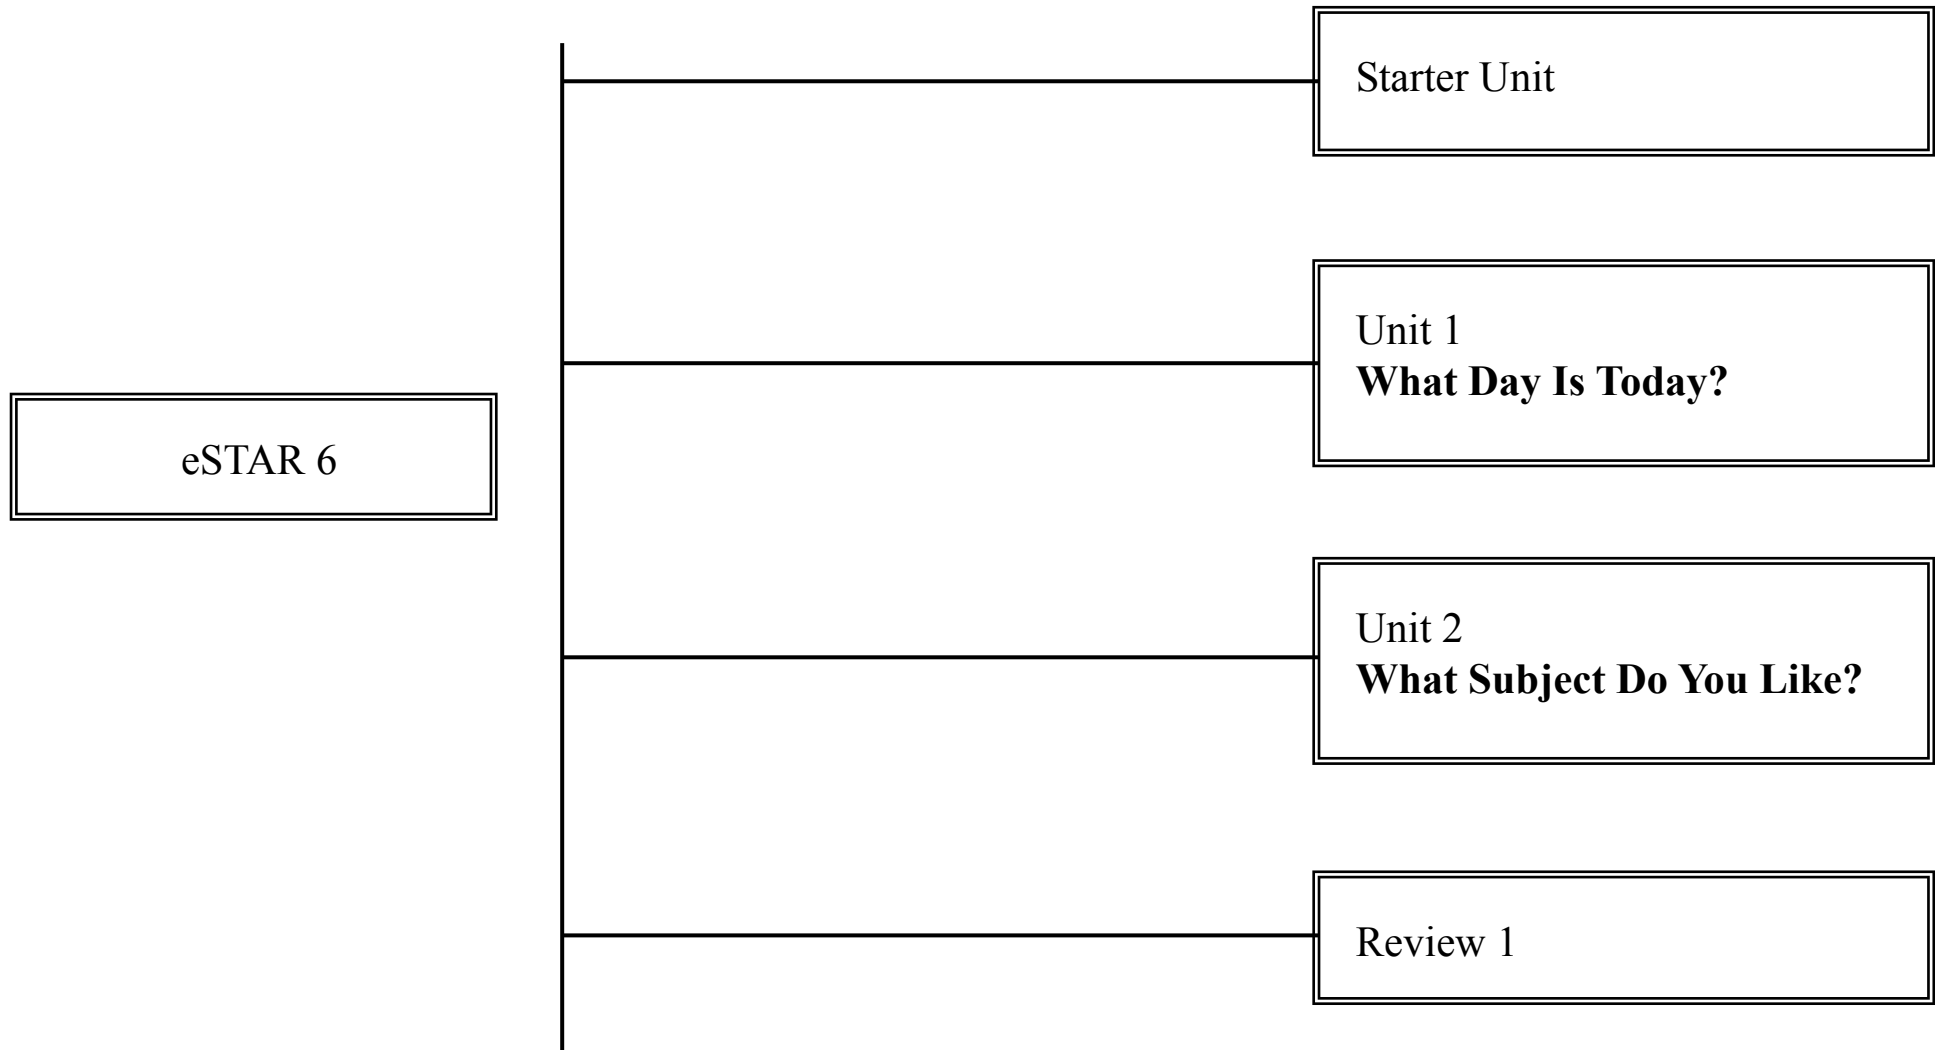 eSTAR 6
Starter Unit
Unit 1
What Day Is Today?
Unit 2
What Subject Do You Like?
Review 1